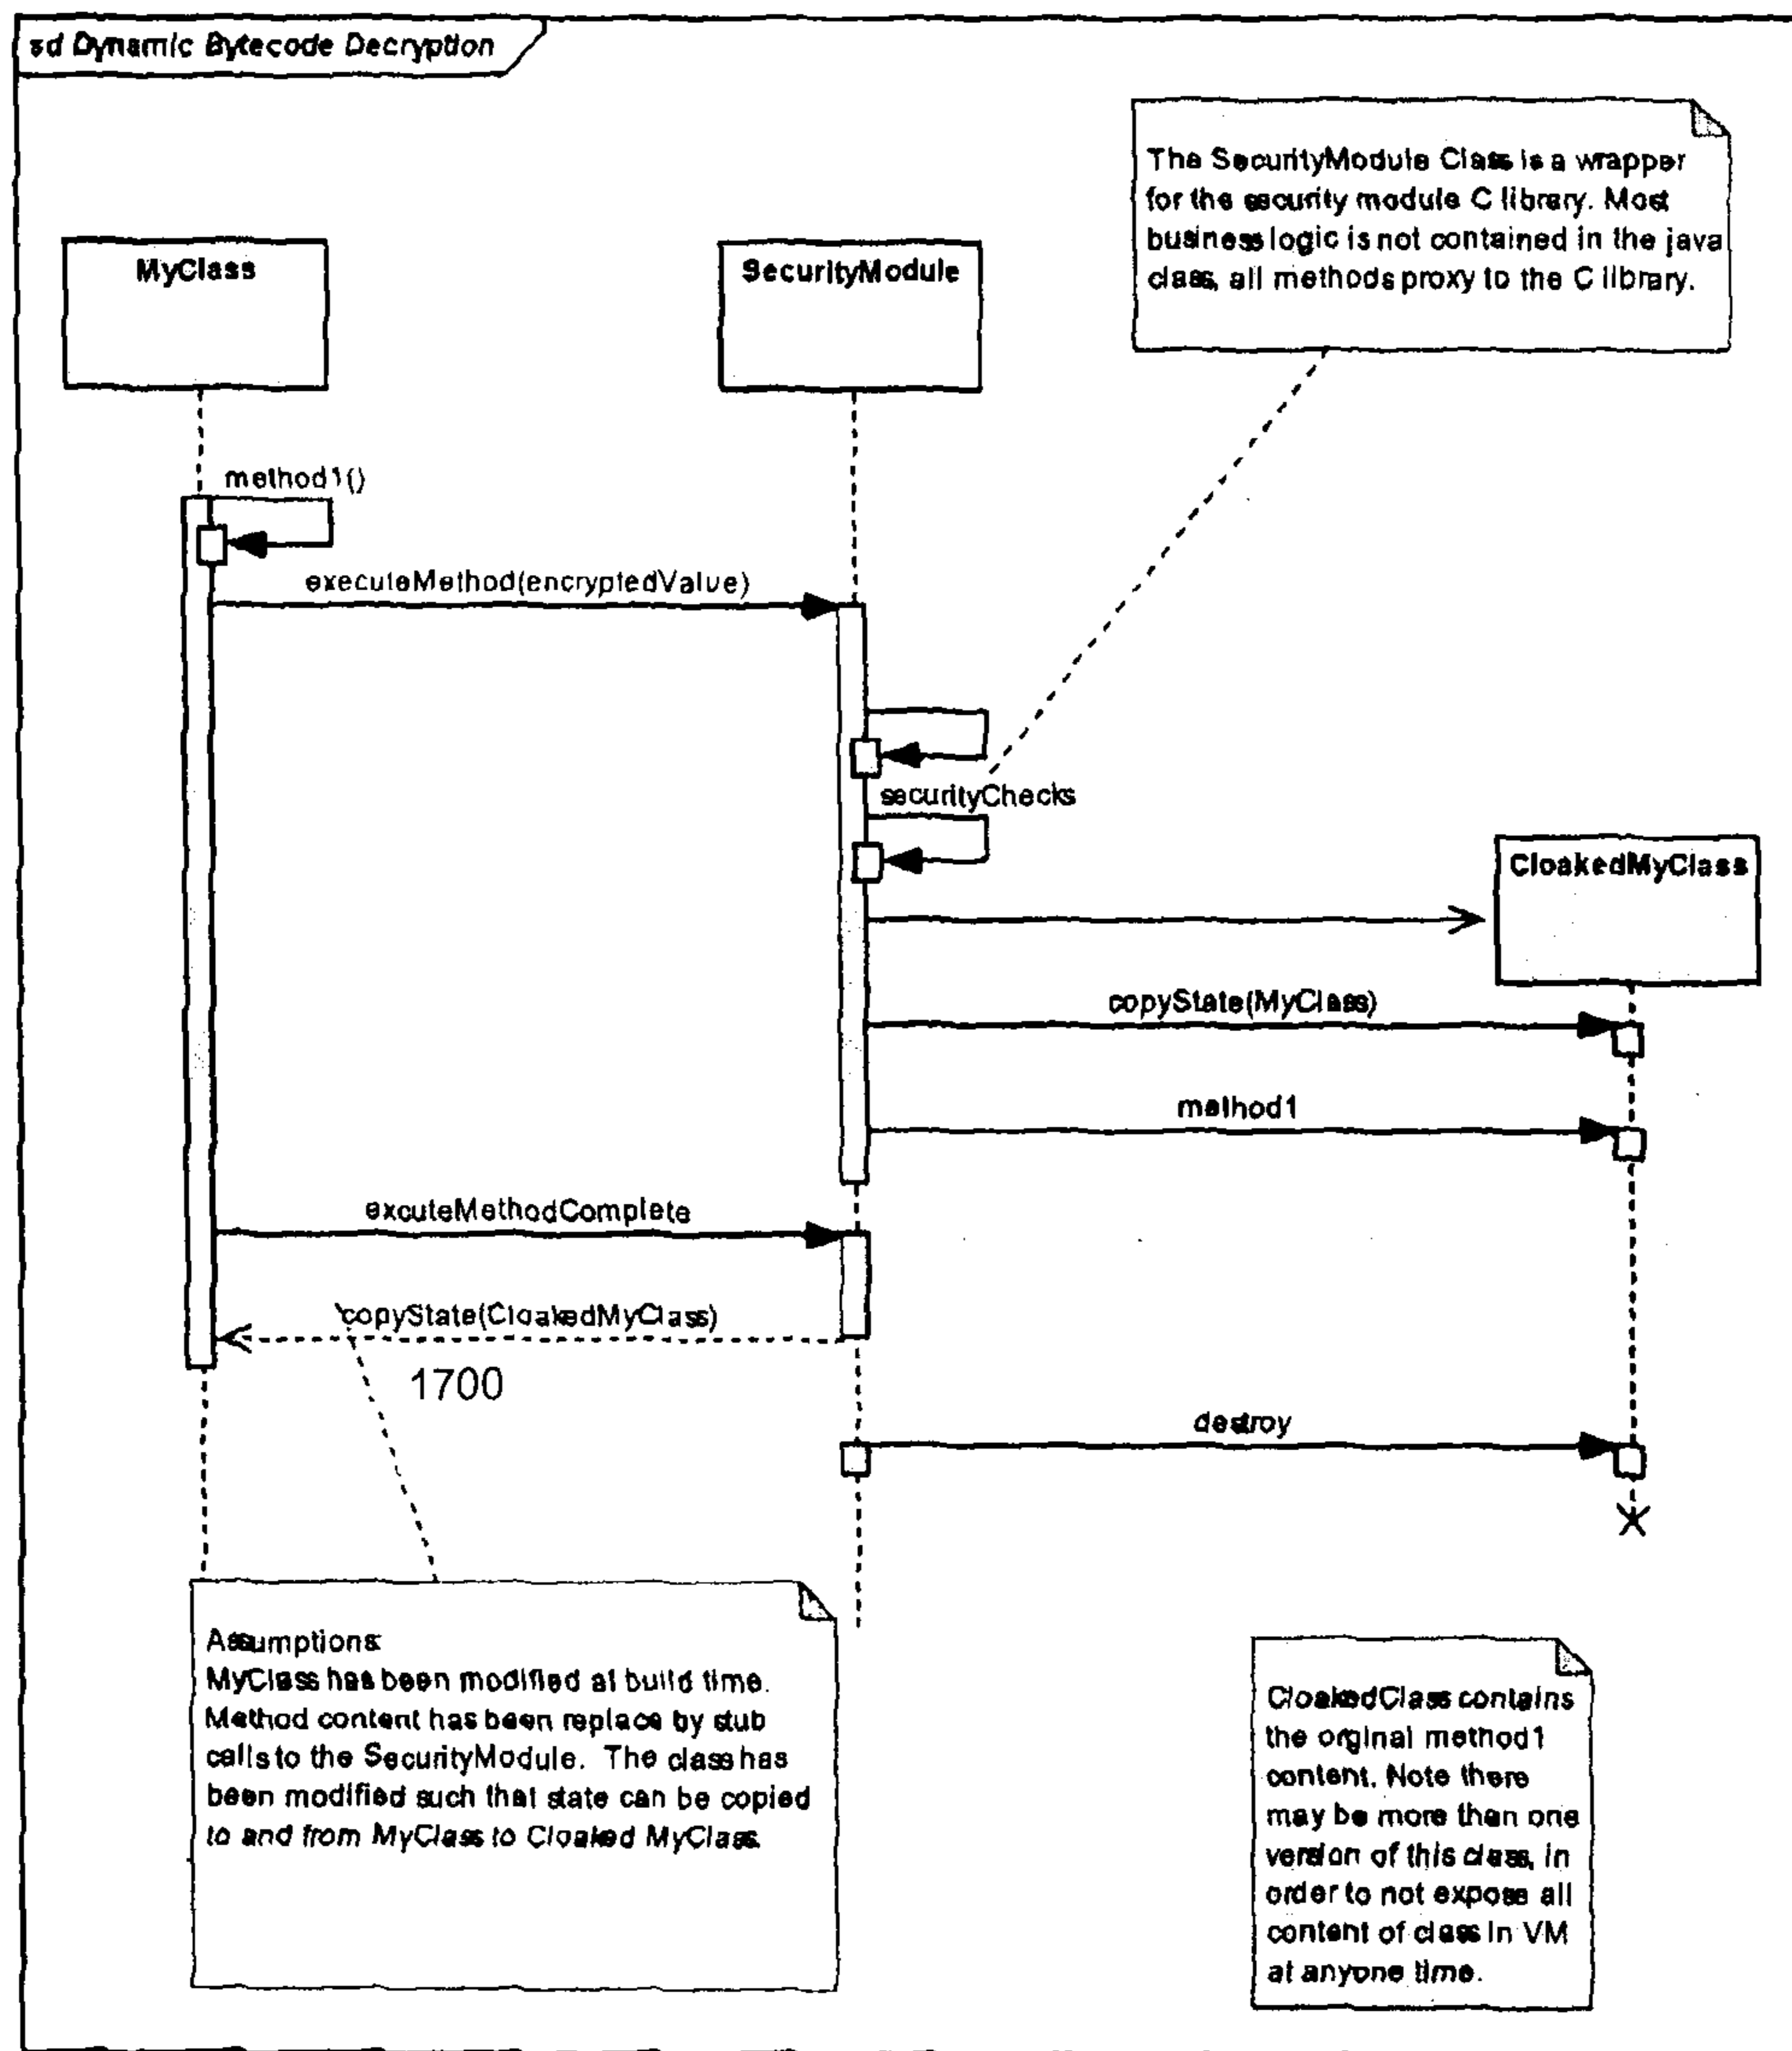 sd Dynamic Bytecode Decryption
The SecurityModule Class is a wrapper
for the security module C library. Most
business logic is not contained in the java
class, all methods proxy to the C library.
MyClass
SecurityModule
method1()
executeMethod(encryptedValue)
securityChecks
CloakedMyClass
copyState(MyClass)
method1
excuteMethodComplete
copyState(CloakedMyClass)
1700
destroy
Assumptions:
MyClass has been modified at build time.
Method content has been replace by stub
calls to the SecurityModule. The class has
been modified such that state can be copied
to and from MyClass to Cloaked MyClass.
CloakedClass contains
the orginal method1
content. Note there
may be more than one
version of this class, in
order to not expose all
content of class in VM
at anyone time.